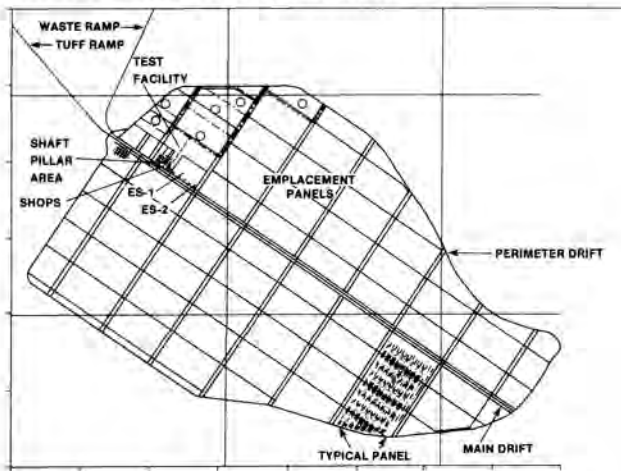 WASTE RAMP
TUFF RAMP
TEST
FACILITY
SHAFT
PILLAR
AREA
SHOPS
ES-1
ES-2
EMPLACEMENT
PANELS
PERIMETER DRIFT
TYPICAL PANEL
MAIN DRIFT